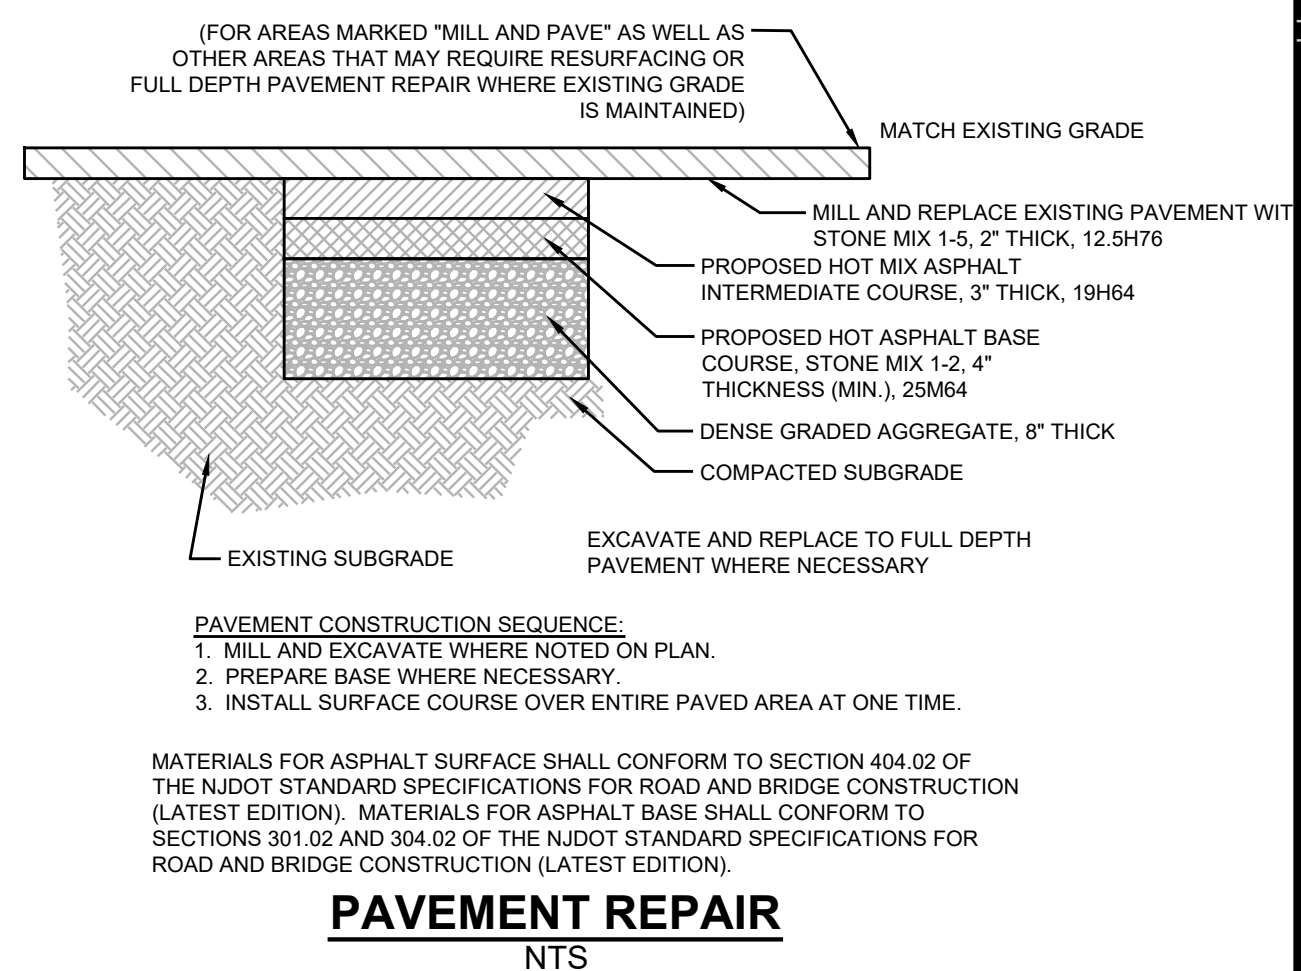 (FOR AREAS MARKED "MILL AND PAVE" AS WELL AS
OTHER AREAS THAT MAY REQUIRE RESURFACING OR
FULL DEPTH PAVEMENT REPAIR WHERE EXISTING GRADE
IS MAINTAINED)
MATCH EXISTING GRADE
MILL AND REPLACE EXISTING PAVEMENT WIT
STONE MIX 1-5, 2" THICK, 12.5H76
PROPOSED HOT MIX ASPHALT
INTERMEDIATE COURSE, 3" THICK, 19H64
PROPOSED HOT ASPHALT BASE
COURSE, STONE MIX 1-2, 4"
THICKNESS (MIN.), 25M64
DENSE GRADED AGGREGATE, 8" THICK
COMPACTED SUBGRADE
EXISTING SUBGRADE
EXCAVATE AND REPLACE TO FULL DEPTH
PAVEMENT WHERE NECESSARY
PAVEMENT CONSTRUCTION SEQUENCE:
1. MILL AND EXCAVATE WHERE NOTED ON PLAN.
2. PREPARE BASE WHERE NECESSARY.
3. INSTALL SURFACE COURSE OVER ENTIRE PAVED AREA AT ONE TIME.
MATERIALS FOR ASPHALT SURFACE SHALL CONFORM TO SECTION 404.02 OF
THE NJDOT STANDARD SPECIFICATIONS FOR ROAD AND BRIDGE CONSTRUCTION
(LATEST EDITION). MATERIALS FOR ASPHALT BASE SHALL CONFORM TO
SECTIONS 301.02 AND 304.02 OF THE NJDOT STANDARD SPECIFICATIONS FOR
ROAD AND BRIDGE CONSTRUCTION (LATEST EDITION).
PAVEMENT REPAIR
NTS